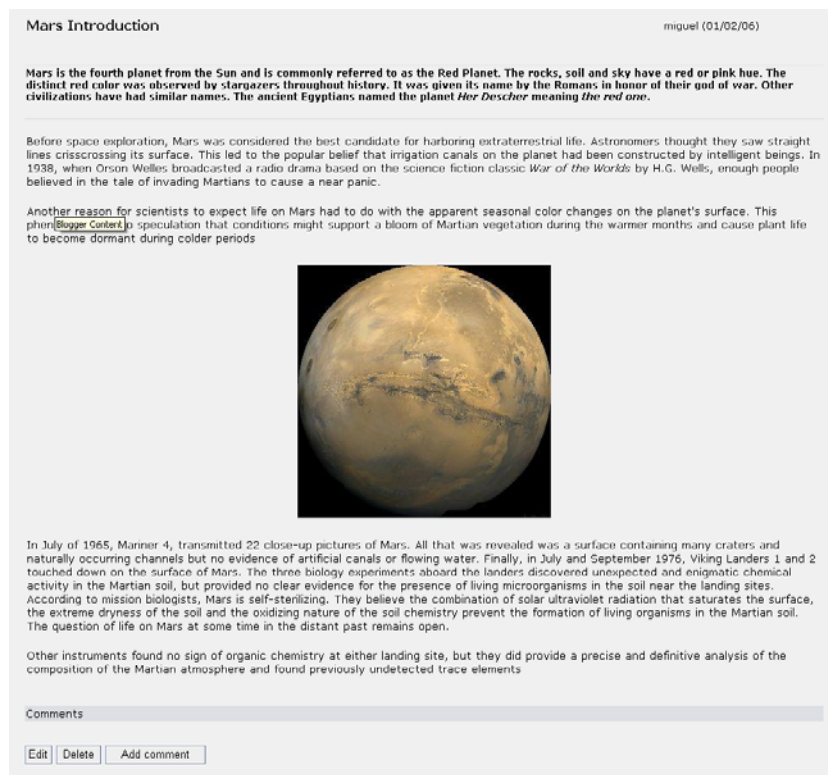 Mars Introduction
miguel (01/02/06)
Mars is the fourth planet from the Sun and is commonly referred to as the Red Planet. The rocks, soil and sky have a red or pink hue. The
distinct red color was observed by stargazers throughout history. It was given its name by the Romans in honor of their god of war. Other
civilizations have had similar names. The ancient Egyptians named the planet Her Descher meaning the red one.
Before space exploration, Mars was considered the best candidate for harboring extraterrestrial life. Astronomers thought they saw straight
lines crisscrossing its surface. This led to the popular belief that irrigation canals on the planet had been constructed by intelligent beings. In
1938, when Orson Welles broadcasted a radio drama based on the science fiction classic War of the Worlds by H.G. Wells, enough people
believed in the tale of invading Martians to cause a near panic.
Another reason for scientists to expect life on Mars had to do with the apparent seasonal color changes on the planet's surface. This
phen Blogger Content o speculation that conditions might support a bloom of Martian vegetation during the warmer months and cause plant life
to become dormant during colder periods
In July of 1965, Mariner 4, transmitted 22 close-up pictures of Mars. All that was revealed was a surface containing many craters and
naturally occurring channels but no evidence of artificial canals or flowing water. Finally, in July and September 1976, Viking Landers 1 and 2
touched down on the surface of Mars. The three biology experiments aboard the landers discovered unexpected and enigmatic chemical
activity in the Martian soil, but provided no clear evidence for the presence of living microorganisms in the soil near the landing sites.
According to mission biologists, Mars is self-sterilizing. They believe the combination of solar ultraviolet radiation that saturates the surface,
the extreme dryness of the soil and the oxidizing nature of the soil chemistry prevent the formation of living organisms in the Martian soil.
The question of life on Mars at some time in the distant past remains open.
Other instruments found no sign of organic chemistry at either landing site, but they did provide a precise and definitive analysis of the
composition of the Martian atmosphere and found previously undetected trace elements
Comments
Edit Delete Add comment